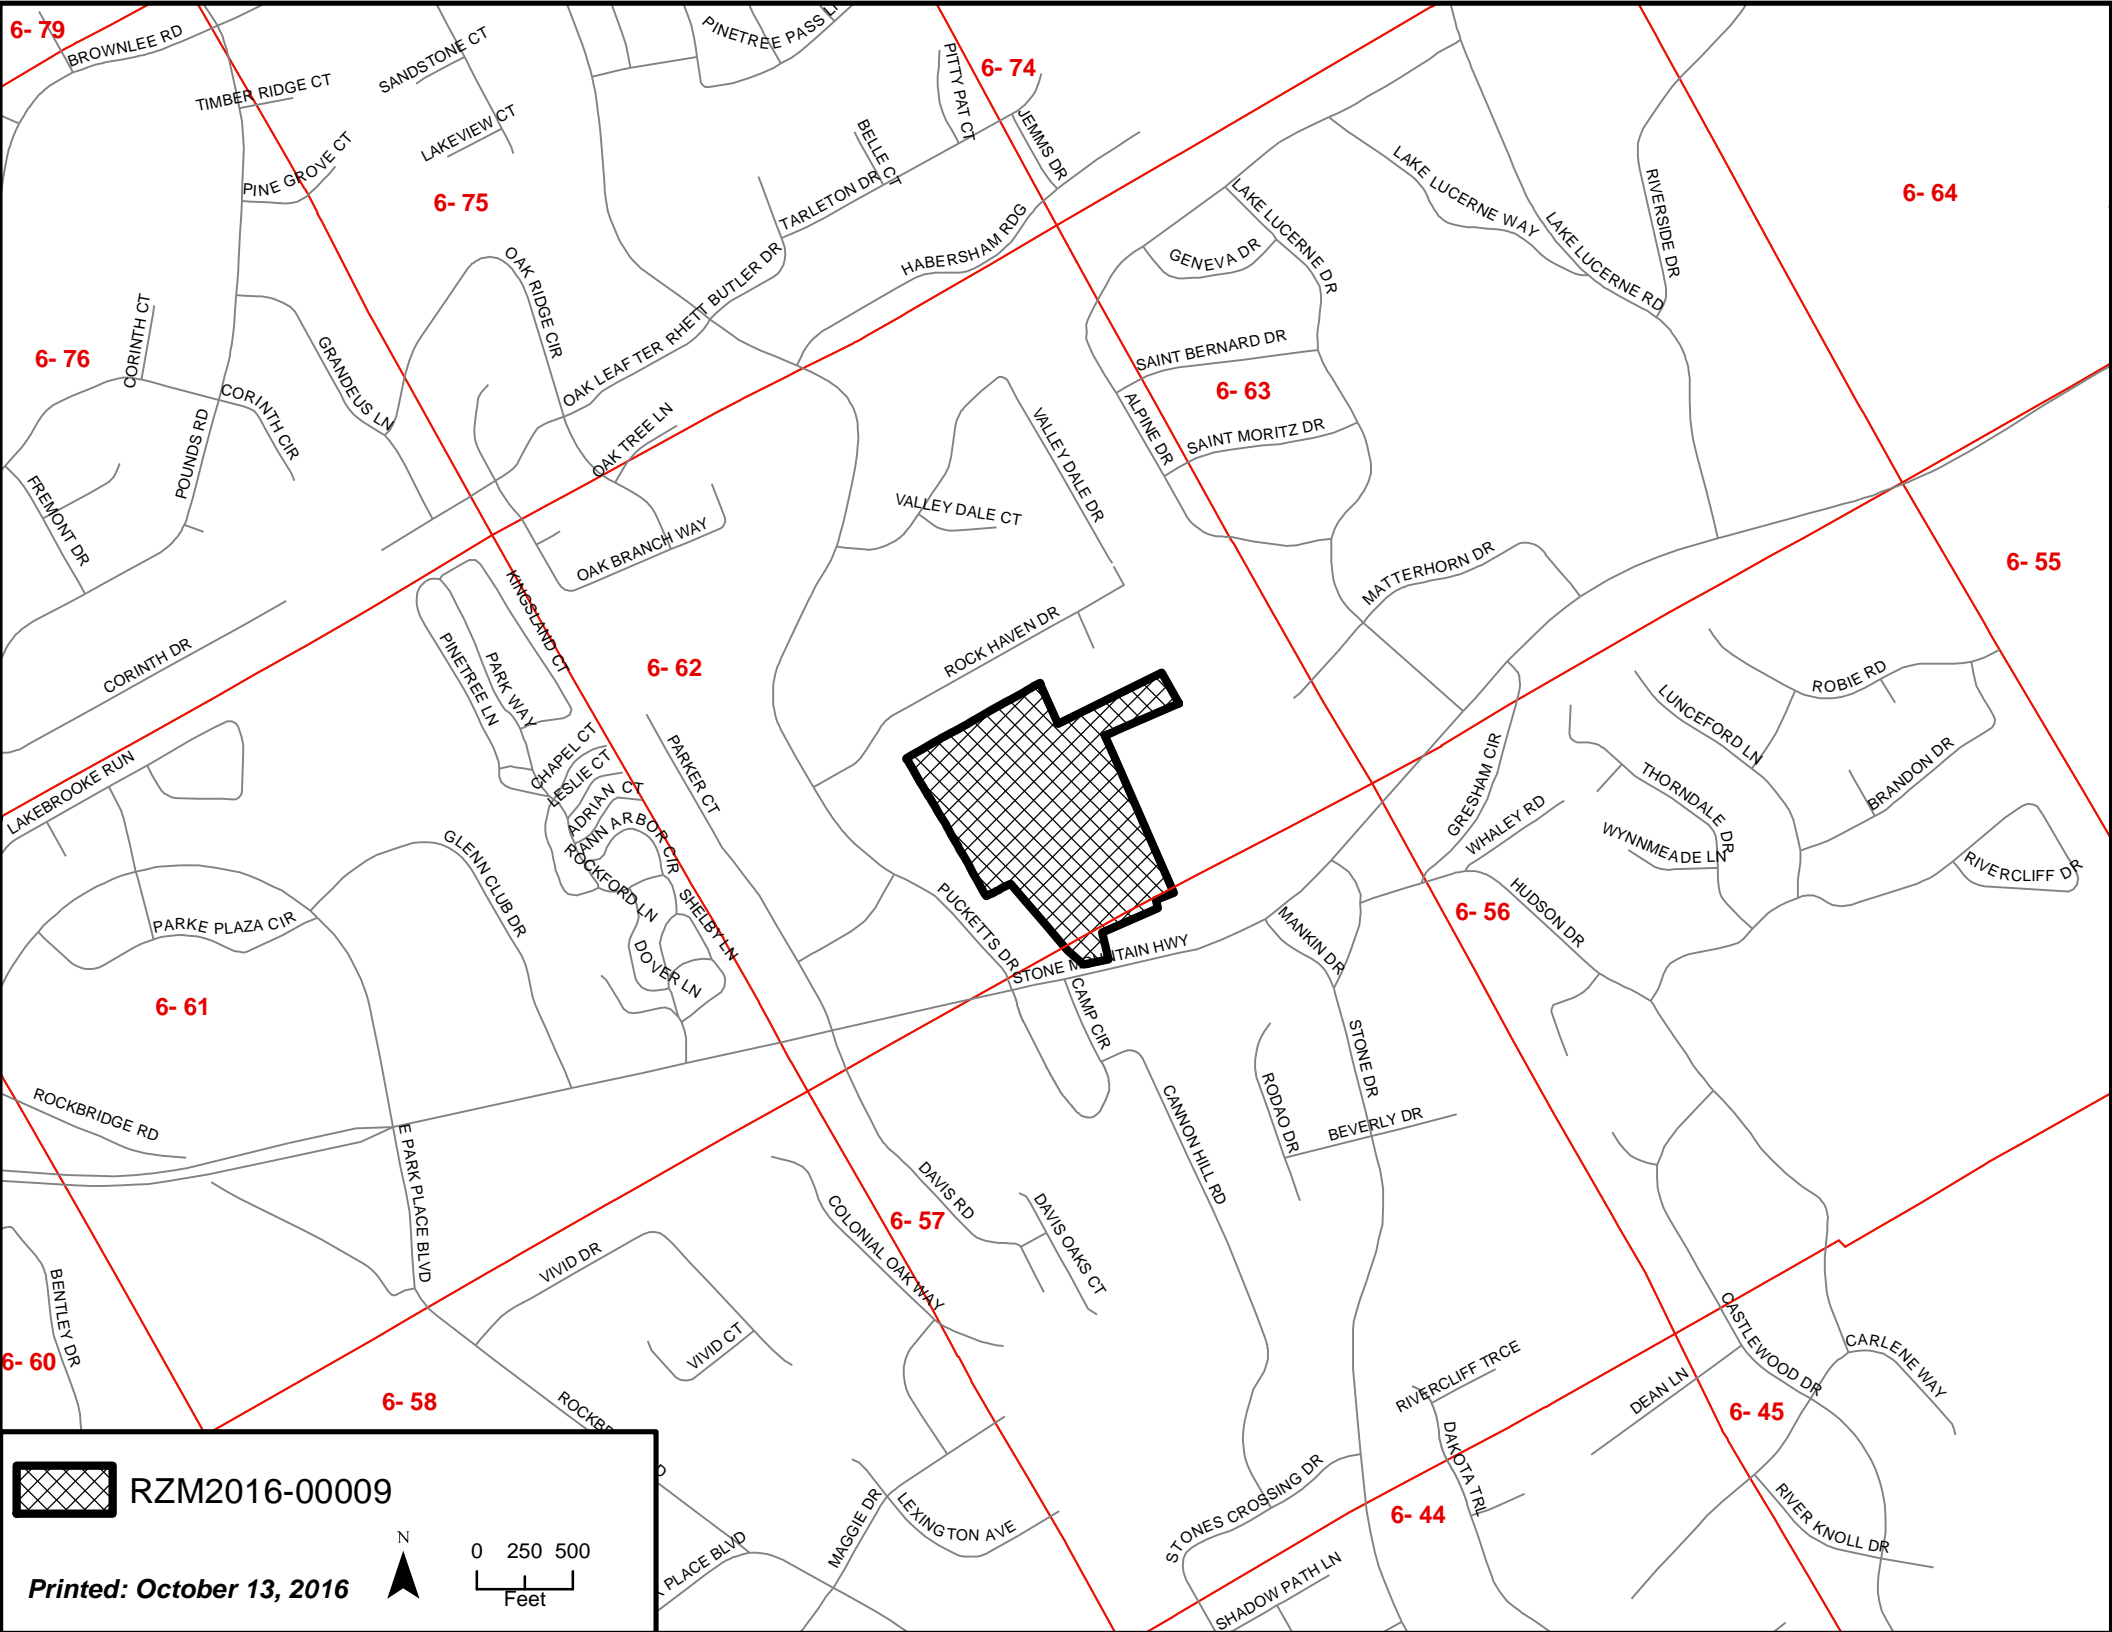 6- 79
BROWNLEE RD
TIMBER RIDGE CT
SANDSTONE CT
PINETREE PASS LN
PITTY PAT CT
6- 74
JEMMS DR
PINE GROVE CT
LAKEVIEW CT
BELLE CT
6- 75
TARLETON DR
HABERSHAM RDG
LAKE LUCERNE WAY
LAKE LUCERNE DR
GENEVA DR
LAKE LUCERNE RD
RIVERSIDE DR
6- 64
OAK RIDGE CIR
RHETT BUTLER DR
OAK LEAF TER
CORINTH CT
6- 76
GRANDEUS LN
CORINTH CIR
POUNDS RD
FREMONT DR
OAK TREE LN
OAK BRANCH WAY
SAINT BERNARD DR
6- 63
ALPINE DR
SAINT MORITZ DR
VALLEY DALE DR
VALLEY DALE CT
MATTERHORN DR
6- 55
KINGSLAND CT
PINETREE LN
PARK WAY
CORINTH DR
6- 62
ROCK HAVEN DR
ROBIE RD
LUNCEFORD LN
BRANDON DR
THORNDALE DR
WYNNMEADE LN
RIVERCLIFF DR
GRESHAM CIR
WHALEY RD
LAKEBROOKE RUN
CHAPEL CT
LESLIE CT
ADRIAN CT
ANN ARBOR CIR
ROCKFORD LN
PARKER CT
GLENN CLUB DR
SHELBY LN
DOVER LN
PARKE PLAZA CIR
PUCKETTS DR
STONE MOUNTAIN HWY
MANKIN DR
6- 56
HUDSON DR
6- 61
CAMP CIR
STONE DR
RODAO DR
BEVERLY DR
CANNON HILL RD
ROCKBRIDGE RD
E PARK PLACE BLVD
DAVIS RD
6- 57
DAVIS OAKS CT
COLONIAL OAK WAY
VIVID DR
VIVID CT
BENTLEY DR
6- 60
6- 58
CASTLEWOOD DR
CARLENE WAY
RIVERCLIFF TRCE
DEAN LN
6- 45
DAKOTA TRL
6- 44
STONES CROSSING DR
RIVER KNOLL DR
SHADOW PATH LN
MAGGIE DR
LEXINGTON AVE
PLACE BLVD
RZM2016-00009
N
0 250 500
Feet
Printed: October 13, 2016